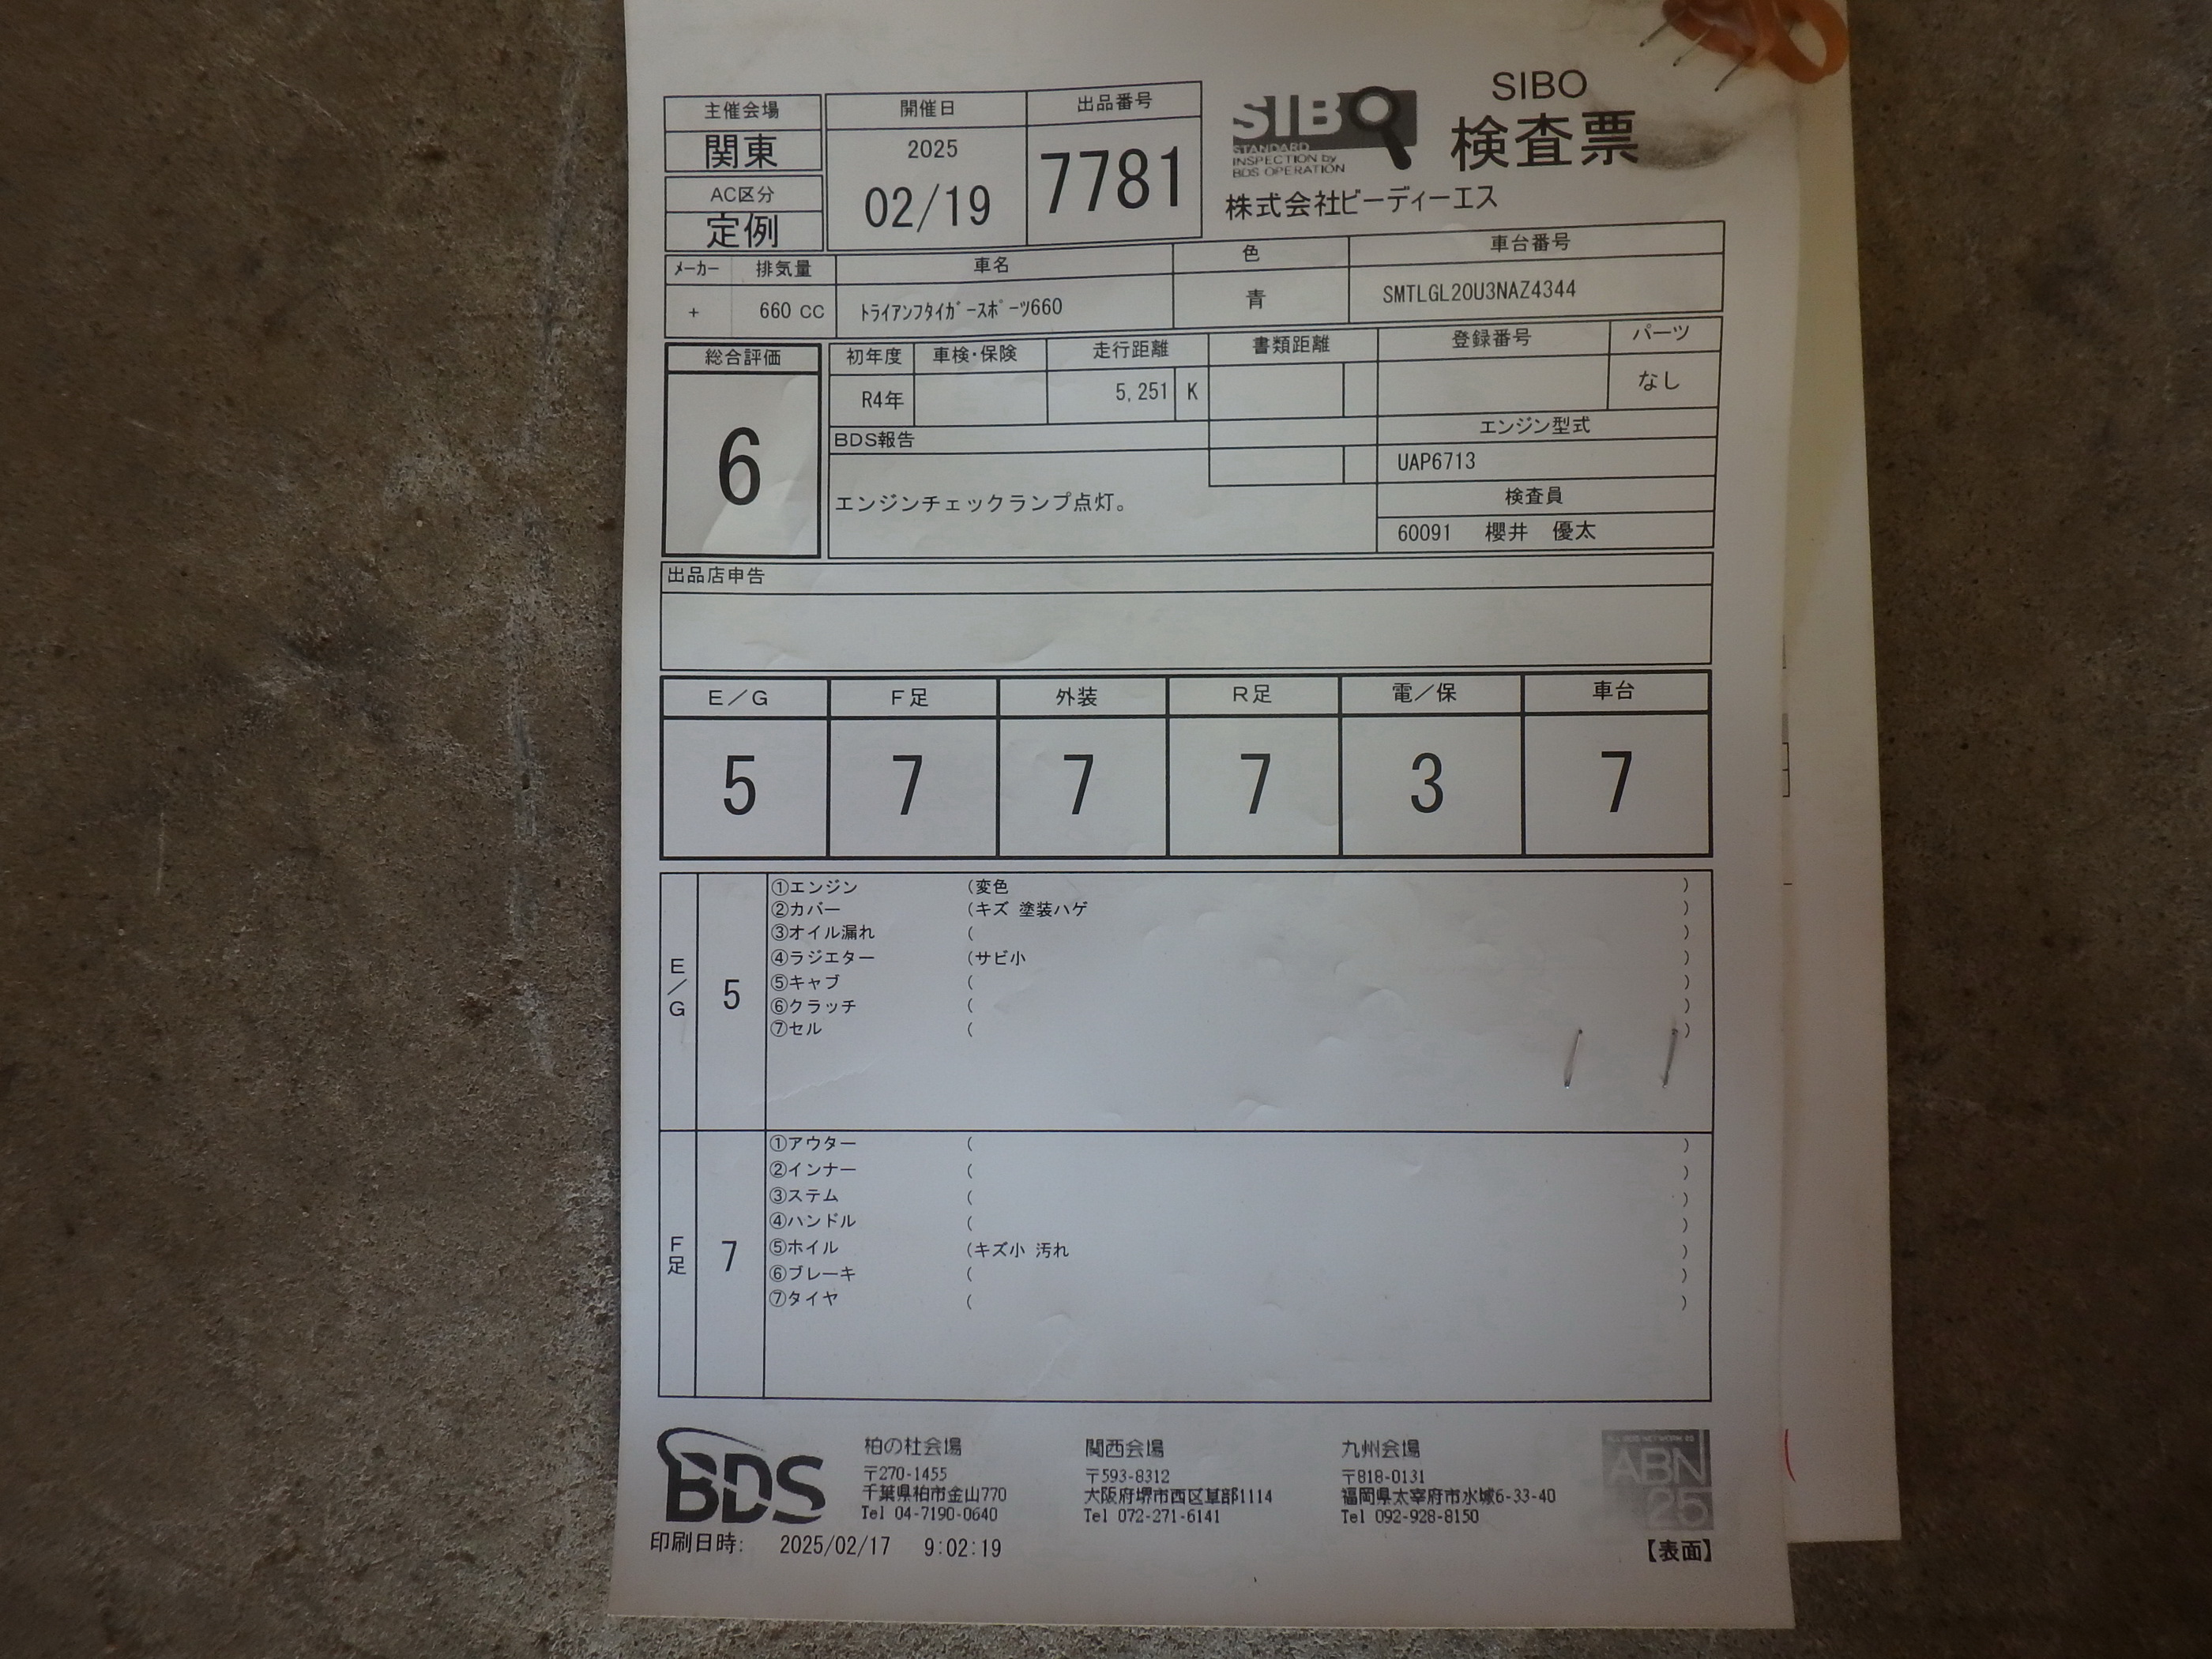 主催会場
関東
AC区分
定例
開催日
2025
02/19
出品番号
7781
SIBO
STANDARD
INSPECTION by
BDS OPERATION
SIBO
検査票
株式会社ビーディーエス
メーカー 排気量 車名 色 車台番号
+ 660 CC トライアンフタイガースポーツ660 青 SMTLGL20U3NAZ4344
総合評価
6
初年度 車検・保険 走行距離 書類距離 登録番号 パーツ
R4年 5,251 K なし
BDS報告
エンジンチェックランプ点灯。
エンジン型式
UAP6713
検査員
60091 櫻井 優太
出品店申告
E/G F足 外装 R足 電/保 車台
5 7 7 7 3 7
E/G
5
①エンジン (変色 )
②カバー (キズ 塗装ハゲ )
③オイル漏れ ( )
④ラジエター (サビ小 )
⑤キャブ ( )
⑥クラッチ ( )
⑦セル ( )
F足
7
①アウター ( )
②インナー ( )
③ステム ( )
④ハンドル ( )
⑤ホイル (キズ小 汚れ )
⑥ブレーキ ( )
⑦タイヤ ( )
BDS
柏の杜会場
〒270-1455
千葉県柏市金山770
Tel 04-7190-0640
関西会場
〒593-8312
大阪府堺市西区草部1114
Tel 072-271-6141
九州会場
〒818-0131
福岡県太宰府市水城6-33-40
Tel 092-928-8150
ABN
25
印刷日時: 2025/02/17 9:02:19
【表面】